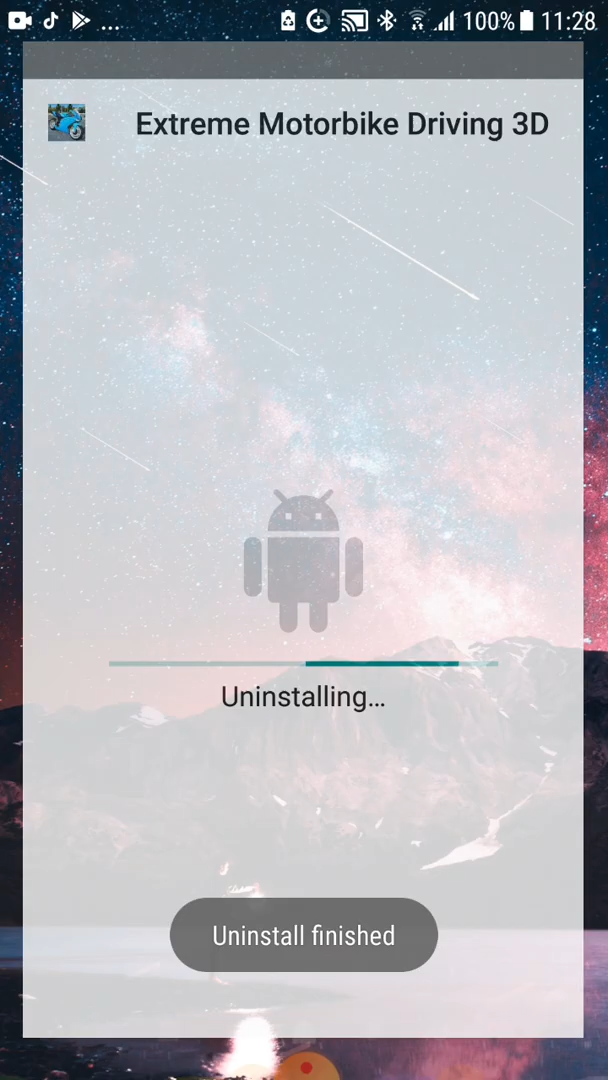 ... 100% 11:28
Extreme Motorbike Driving 3D
Uninstalling...
Uninstall finished